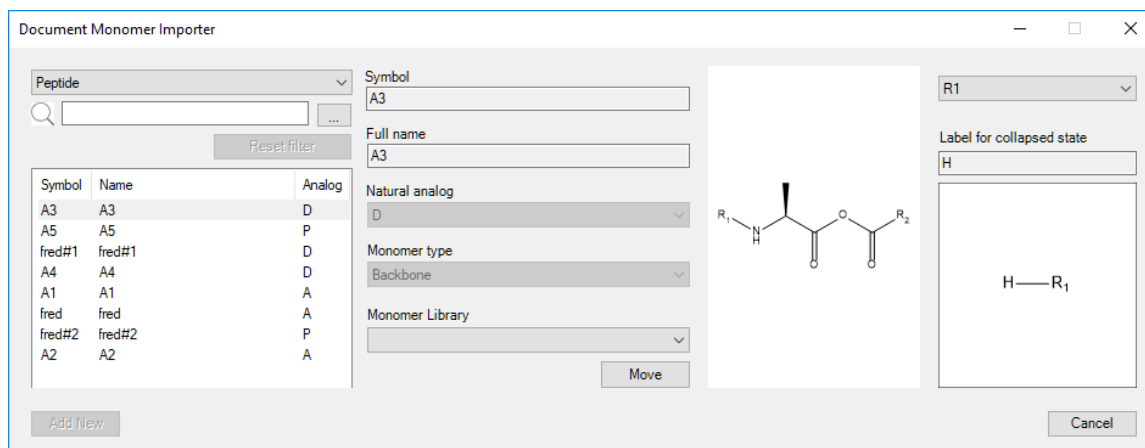 Document Monomer Importer
Peptide
...
Reset filter
Symbol Name Analog
A3 A3 D
A5 A5 P
fred#1 fred#1 D
A4 A4 D
A1 A1 A
fred fred A
fred#2 fred#2 P
A2 A2 A
Add New
Symbol
A3
Full name
A3
Natural analog
D
Monomer type
Backbone
Monomer Library
Move
R1
N
H
O
O
O
R2
R1
Label for collapsed state
H
H R1
Cancel